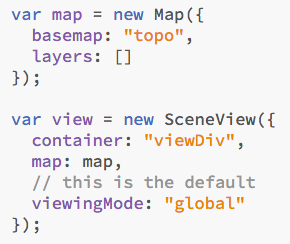 var map = new Map({
  basemap: "topo",
  layers: []
});
var view = new SceneView({
  container: "viewDiv",
  map: map,
  // this is the default
  viewingMode: "global"
});